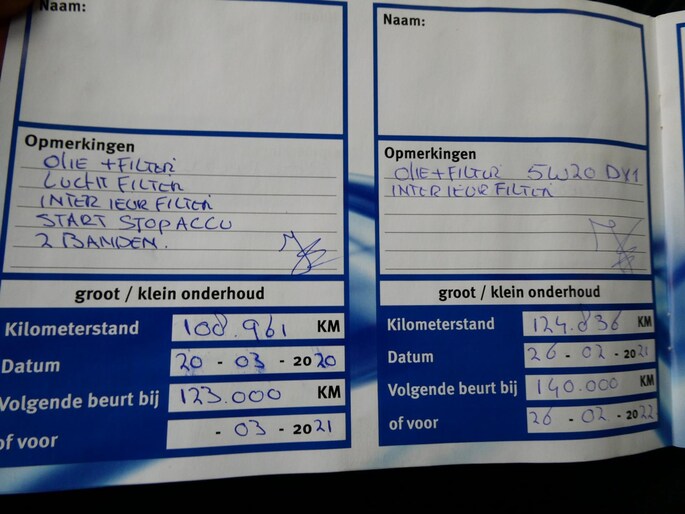 Naam:
Opmerkingen
OLIE + FILTER
LUCHT FILTER
INTERIEUR FILTER
START STOP ACCU
2 BANDEN.
groot / klein onderhoud
Kilometerstand 108.961 KM
Datum 20 - 03 - 2020
Volgende beurt bij 123.000 KM
of voor - 03 - 2021
Naam:
Opmerkingen
OLIE + FILTER 5W20 DY1
INTERIEUR FILTER
groot / klein onderhoud
Kilometerstand 124.836 KM
Datum 26 - 02 - 2021
Volgende beurt bij 140.000 KM
of voor 26 - 02 - 2022